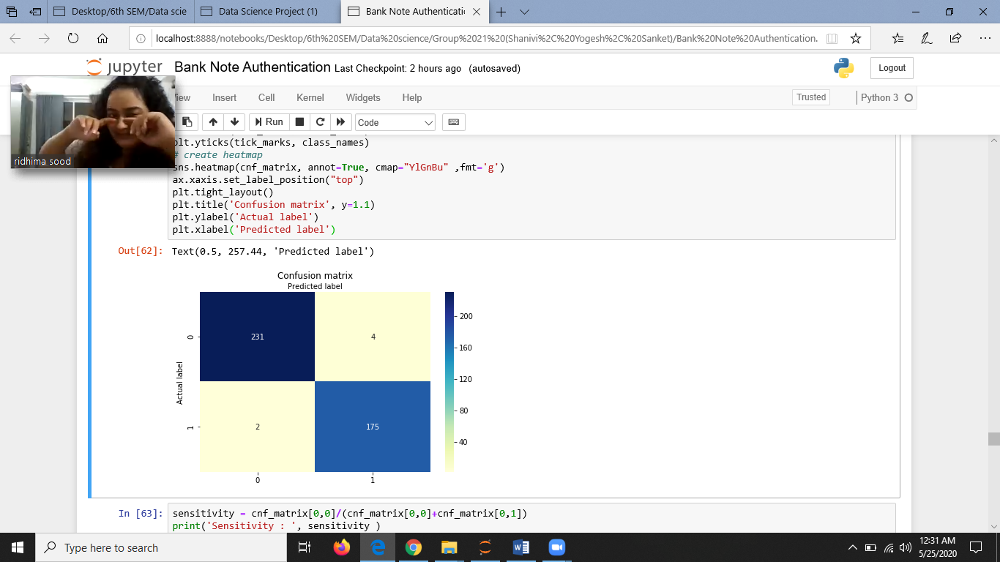 Desktop/6th SEM/Data scie
Data Science Project (1)
Bank Note Authenticati
localhost:8888/notebooks/Desktop/6th%20SEM/Data%20science/Group%2021%20(Shanivi%2C%20Yogesh%2C%20Sanket)/Bank%20Note%20Authentication.
jupyter Bank Note Authentication Last Checkpoint: 2 hours ago (autosaved)
Logout
iew Insert Cell Kernel Widgets Help
Trusted Python 3
Run Code
ridhima sood
plt.yticks(tick_marks, class_names)
# create heatmap
sns.heatmap(cnf_matrix, annot=True, cmap="YlGnBu" ,fmt='g')
ax.xaxis.set_label_position("top")
plt.tight_layout()
plt.title('Confusion matrix', y=1.1)
plt.ylabel('Actual label')
plt.xlabel('Predicted label')
Out[62]: Text(0.5, 257.44, 'Predicted label')
Confusion matrix
Predicted label
200
0 231 4
160
Actual label
120
80
1 2 175
40
0 1
In [63]: sensitivity = cnf_matrix[0,0]/(cnf_matrix[0,0]+cnf_matrix[0,1])
print('Sensitivity : ', sensitivity )
Type here to search
12:31 AM
5/25/2020